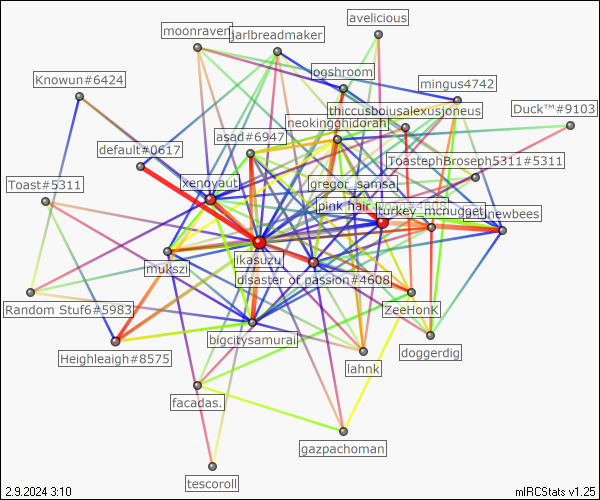 avelicious
moonraven
jarlbreadmaker
ogshroom
Knowun#6424
mingus4742
thiccusboiusalexusjoneus
Duck™#9103
neokingghidorah
asad#6947
default#0617
ToastephBroseph5311#5311
Toast#5311
xenovaut
gregor_samsa
pink hair
turkey_mcnugget
newbees
ikasuzu
mukszi
disaster of passion#4608
Random Stuf6#5983
ZeeHonk
bigcitysamurai
doggerdig
Heighleaigh#8575
lahnk
facadas.
gazpachoman
tescoroll
2.9.2024 3:10
mIRCStats v1.25